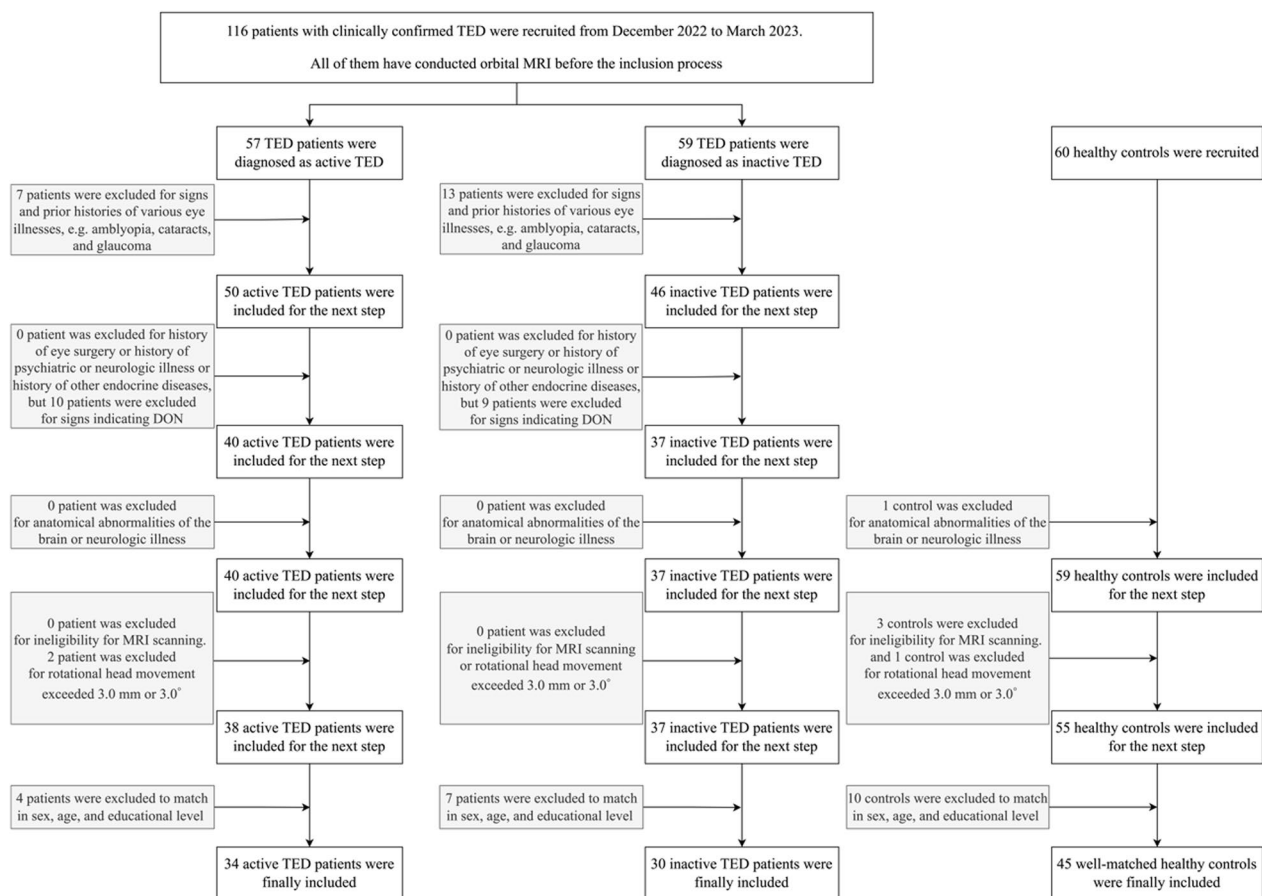 116 patients with clinically confirmed TED were recruited from December 2022 to March 2023.
All of them have conducted orbital MRI before the inclusion process
57 TED patients were
diagnosed as active TED
59 TED patients were
diagnosed as inactive TED
60 healthy controls were recruited
7 patients were excluded for signs
and prior histories of various eye
illnesses, e.g. amblyopia, cataracts,
and glaucoma
13 patients were excluded for signs
and prior histories of various eye
illnesses, e.g. amblyopia, cataracts,
and glaucoma
50 active TED patients were
included for the next step
46 inactive TED patients were
included for the next step
0 patient was excluded for history
of eye surgery or history of
psychiatric or neurologic illness or
history of other endocrine diseases,
but 10 patients were excluded
for signs indicating DON
0 patient was excluded for history
of eye surgery or history of
psychiatric or neurologic illness or
history of other endocrine diseases,
but 9 patients were excluded
for signs indicating DON
40 active TED patients were
included for the next step
37 inactive TED patients were
included for the next step
0 patient was excluded
for anatomical abnormalities of the
brain or neurologic illness
0 patient was excluded
for anatomical abnormalities of the
brain or neurologic illness
1 control was excluded
for anatomical abnormalities of the
brain or neurologic illness
40 active TED patients were
included for the next step
37 inactive TED patients were
included for the next step
59 healthy controls were included
for the next step
0 patient was excluded
for ineligibility for MRI scanning.
2 patient was excluded
for rotational head movement
exceeded 3.0 mm or 3.0°
0 patient was excluded
for ineligibility for MRI scanning
or rotational head movement
exceeded 3.0 mm or 3.0°
3 controls were excluded
for ineligibility for MRI scanning.
and 1 control was excluded
for rotational head movement
exceeded 3.0 mm or 3.0°
38 active TED patients were
included for the next step
37 inactive TED patients were
included for the next step
55 healthy controls were included
for the next step
4 patients were excluded to match
in sex, age, and educational level
7 patients were excluded to match
in sex, age, and educational level
10 controls were excluded to match
in sex, age, and educational level
34 active TED patients were
finally included
30 inactive TED patients were
finally included
45 well-matched healthy controls
were finally included